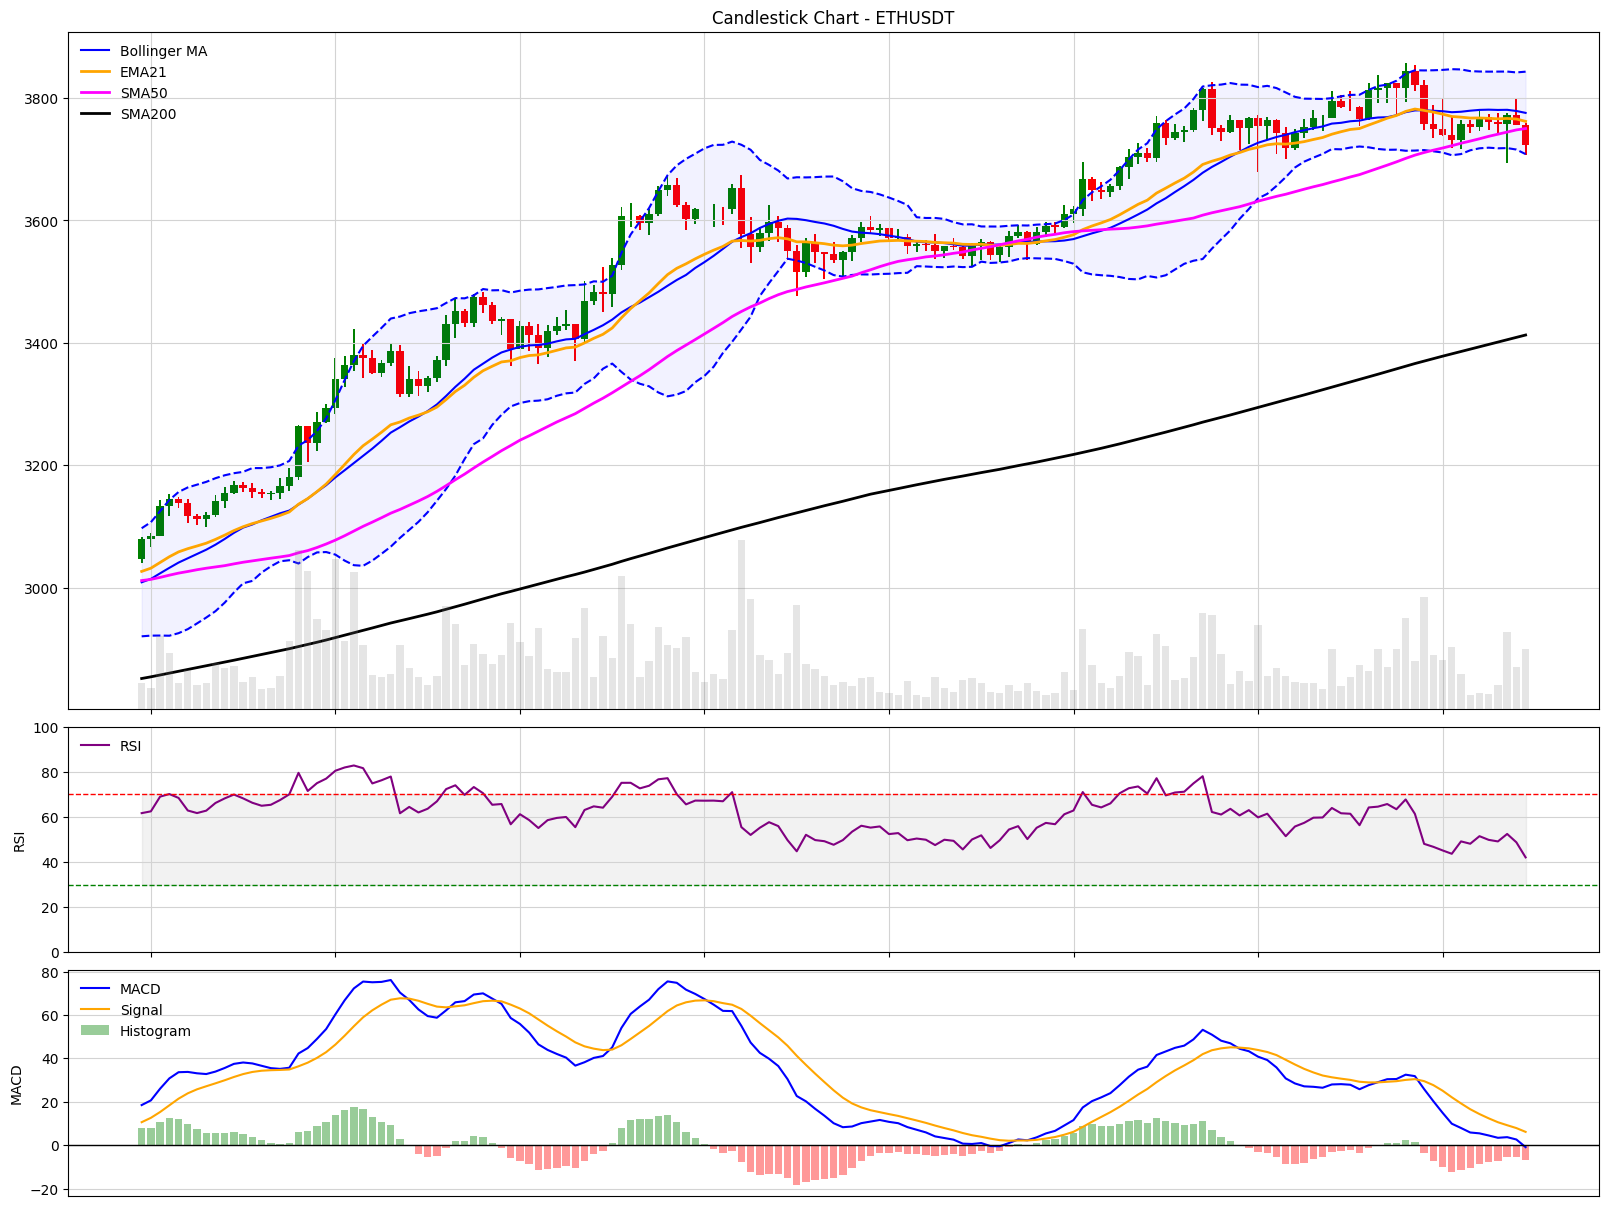 Candlestick Chart - ETHUSDT
Bollinger MA
EMA21
SMA50
SMA200
3800
3600
3400
3200
3000
RSI
100
80
60
40
20
0
RSI
MACD
Signal
Histogram
80
60
40
20
0
−20
MACD